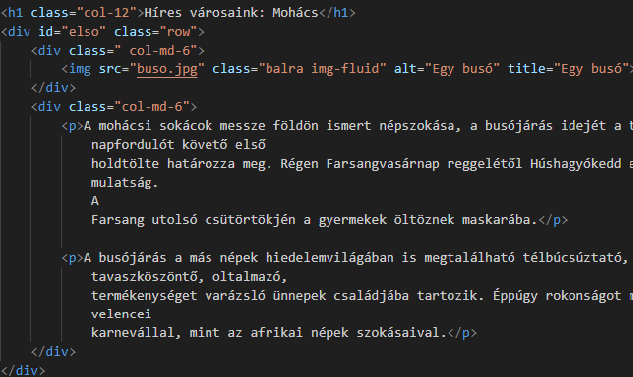 <h1 class="col-12">Híres városaink: Mohács</h1>
<div id="elso" class="row">
<div class=" col-md-6">
<img src="buso.jpg" class="balra img-fluid" alt="Egy busó" title="Egy busó">
</div>
<div class="col-md-6">
<p>A mohácsi sokácok messze földön ismert népszokása, a busójárás idejét a
napfordulót követő első
holdtölte határozza meg. Régen Farsangvasárnap reggelétől Húshagyókedd
mulatság.
A
Farsang utolsó csütörtökjén a gyermekek öltöznek maskarába.</p>
<p>A busójárás a más népek hiedelemvilágában is megtalálható télbúcsúztató,
tavaszköszöntő, oltalmazó,
termékenységet varázsló ünnepek családjába tartozik. Éppúgy rokonságot
velencei
karnevállal, mint az afrikai népek szokásaival.</p>
</div>
</div>